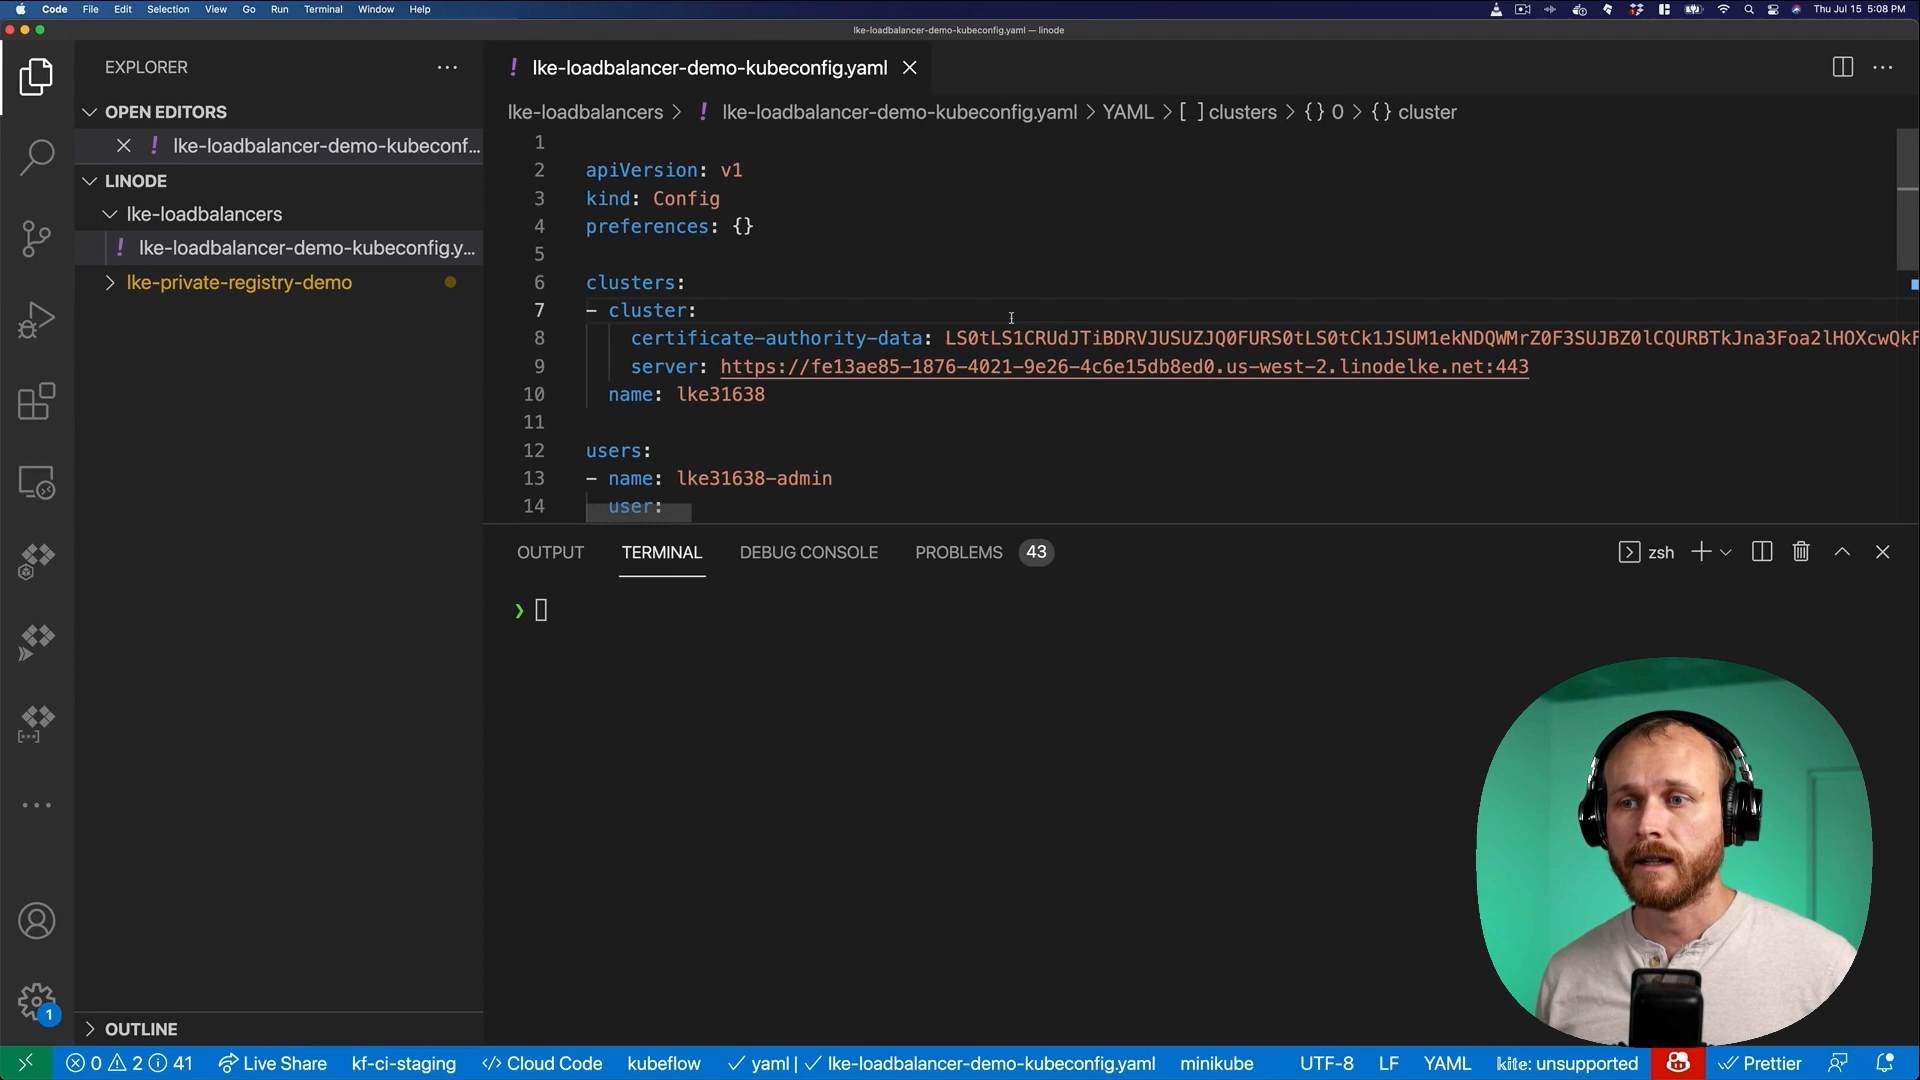 Code File Edit Selection View Go Run Terminal Window Help Thu Jul 15 5:08 PM
lke-loadbalancer-demo-kubeconfig.yaml — linode
EXPLORER
OPEN EDITORS
lke-loadbalancer-demo-kubeconf...
LINODE
lke-loadbalancers
lke-loadbalancer-demo-kubeconfig.y...
lke-private-registry-demo
OUTLINE
! lke-loadbalancer-demo-kubeconfig.yaml
lke-loadbalancers > ! lke-loadbalancer-demo-kubeconfig.yaml > YAML > [ ] clusters > {} 0 > {} cluster
1
2 apiVersion: v1
3 kind: Config
4 preferences: {}
5
6 clusters:
7 - cluster:
8 certificate-authority-data: LS0tLS1CRUdJTiBDRVJUSUZJQ0FURS0tLS0tCk1JSUM1ekNDQWMrZ0F3SUJBZ0lCQURBTkJna3Foa2lHOXcwQkF
9 server: https://fe13ae85-1876-4021-9e26-4c6e15db8ed0.us-west-2.linodelke.net:443
10 name: lke31638
11
12 users:
13 - name: lke31638-admin
14 user:
OUTPUT TERMINAL DEBUG CONSOLE PROBLEMS 43 zsh
❯
1
0 2 41 Live Share kf-ci-staging Cloud Code kubeflow yaml | lke-loadbalancer-demo-kubeconfig.yaml minikube UTF-8 LF YAML kite: unsupported Prettier